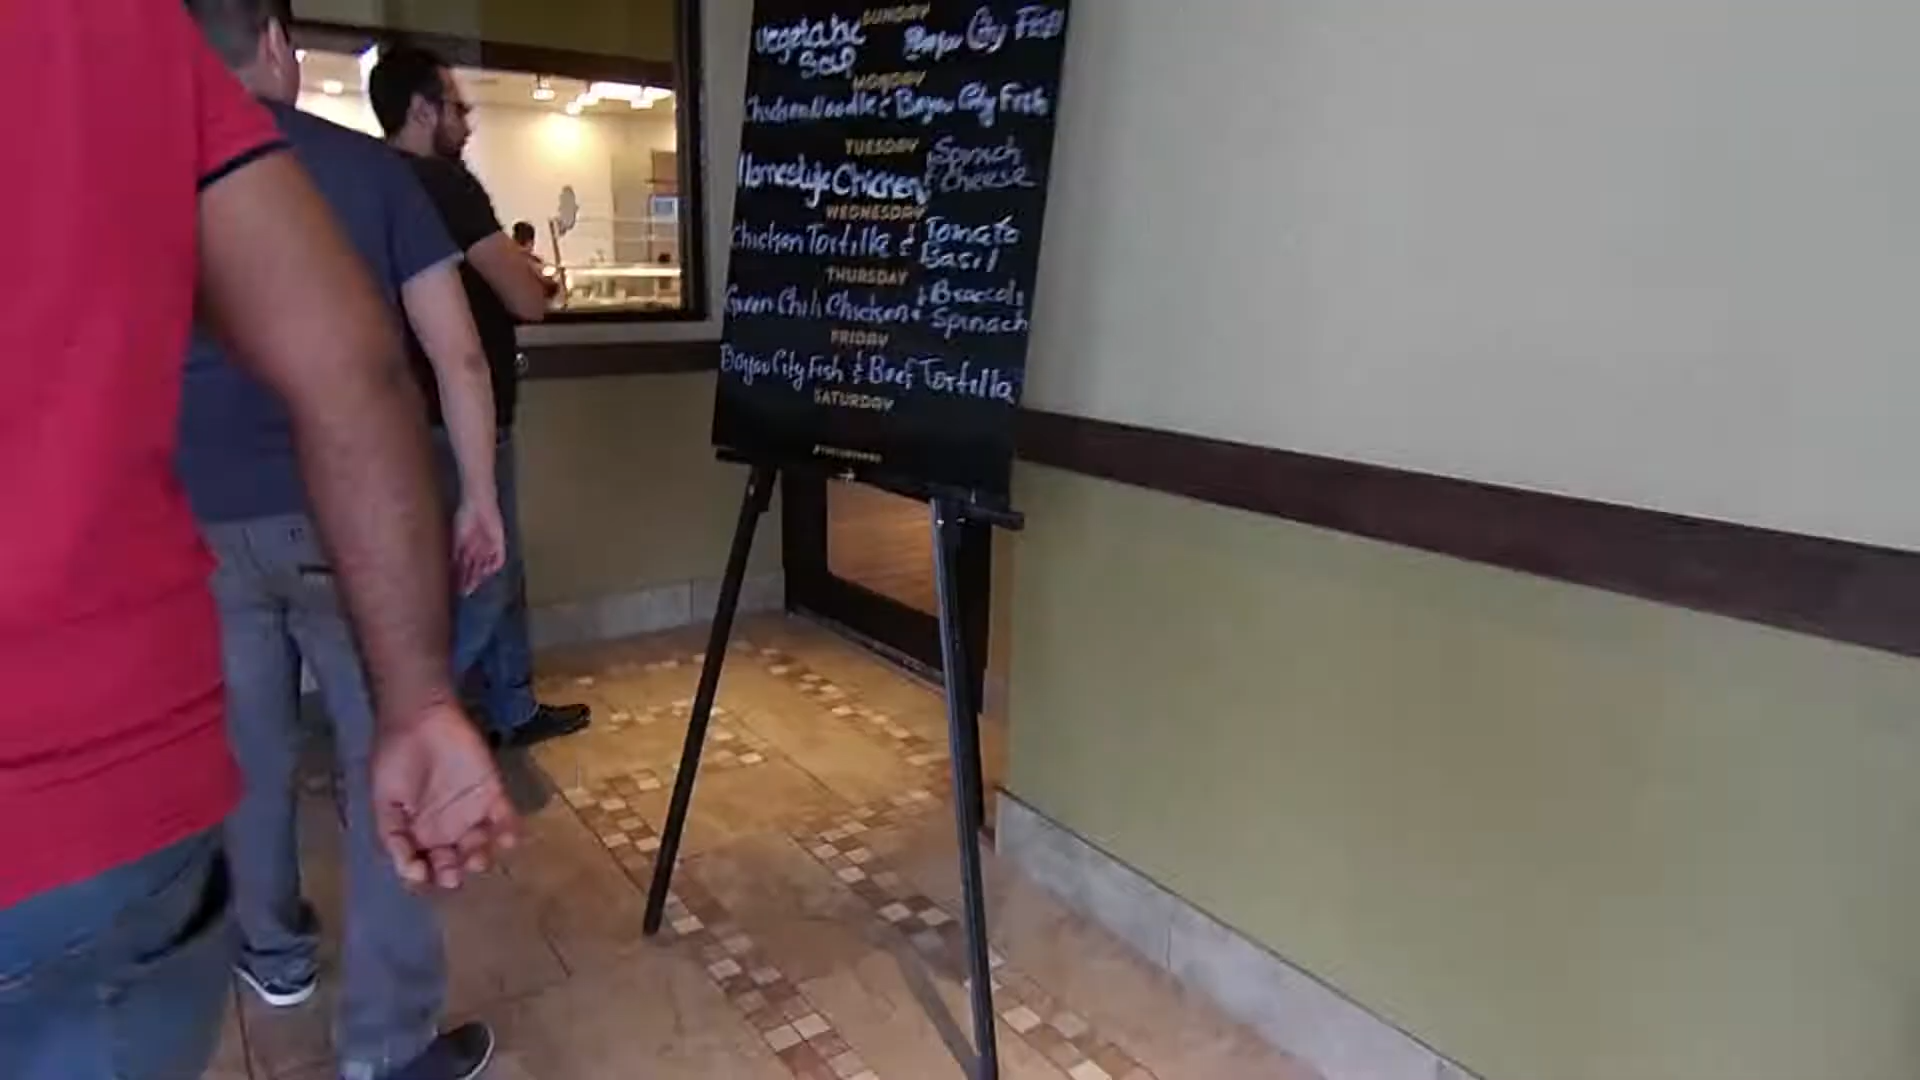 SUNDAY
Vegetable Bayou City Fish
Soup
MONDAY
Chicken Noodle & Bayou City Fish
TUESDAY
Homestyle Chicken & Spinach
& Cheese
WEDNESDAY
Chicken Tortilla & Tomato
Basil
THURSDAY
Green Chili Chicken & Broccoli
Spinach
FRIDAY
Bayou City Fish & Beef Tortilla
SATURDAY